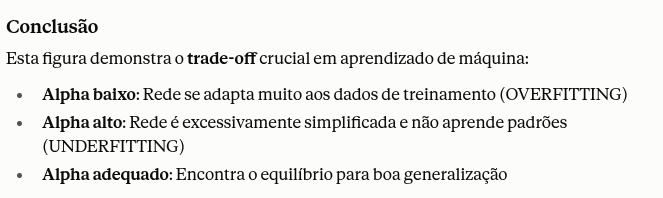 Conclusão
Esta figura demonstra o trade-off crucial em aprendizado de máquina:
• Alpha baixo: Rede se adapta muito aos dados de treinamento (OVERFITTING)
• Alpha alto: Rede é excessivamente simplificada e não aprende padrões
(UNDERFITTING)
• Alpha adequado: Encontra o equilíbrio para boa generalização